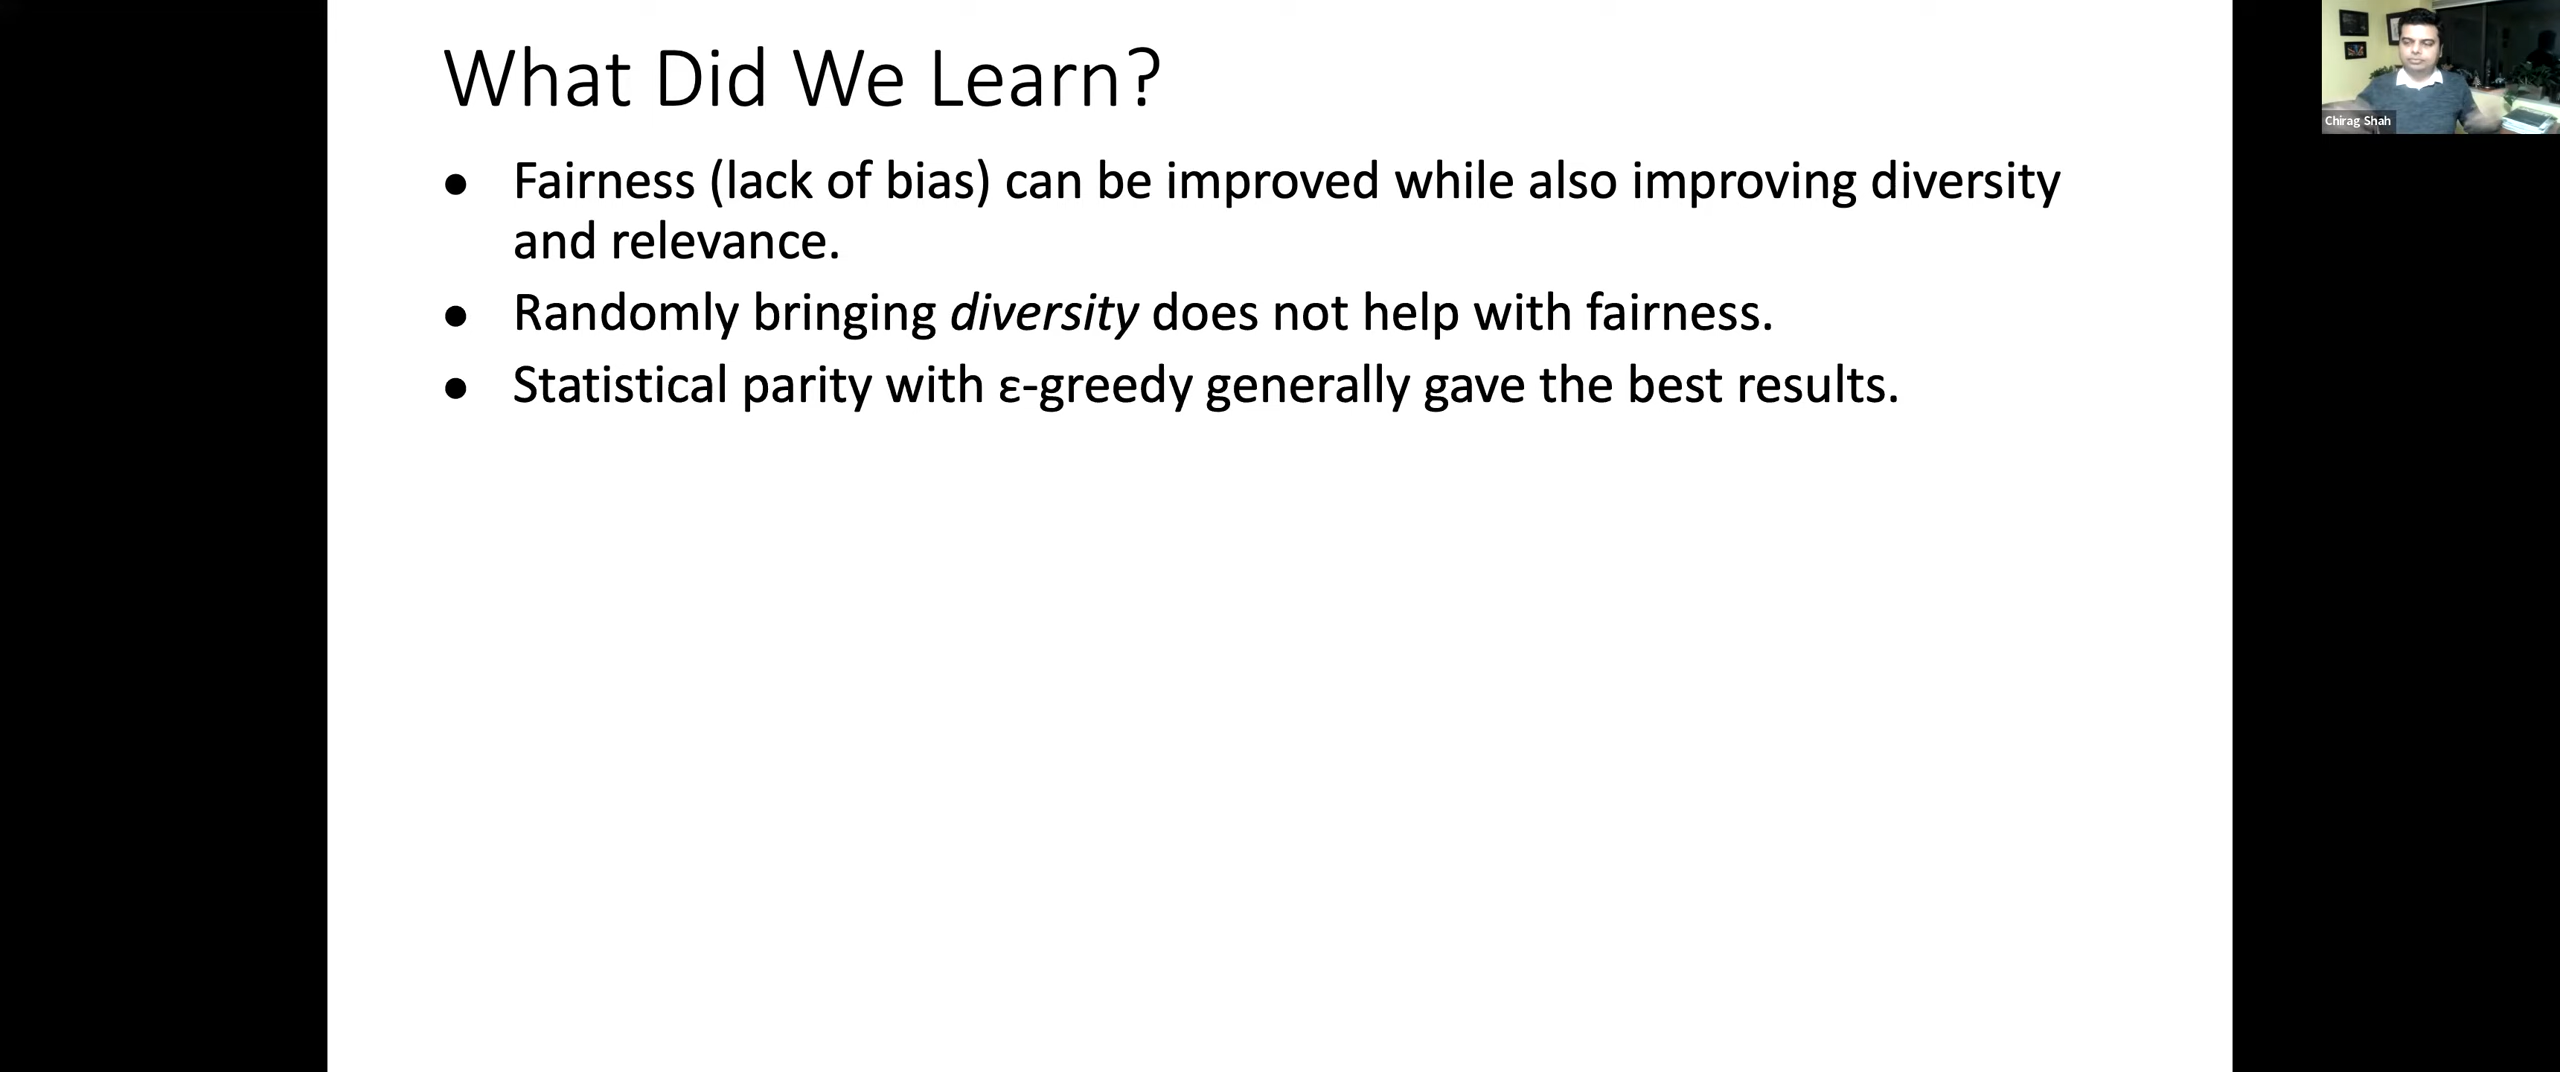 What Did We Learn?
● Fairness (lack of bias) can be improved while also improving diversity
and relevance.
● Randomly bringing diversity does not help with fairness.
● Statistical parity with ε-greedy generally gave the best results.
Chirag Shah